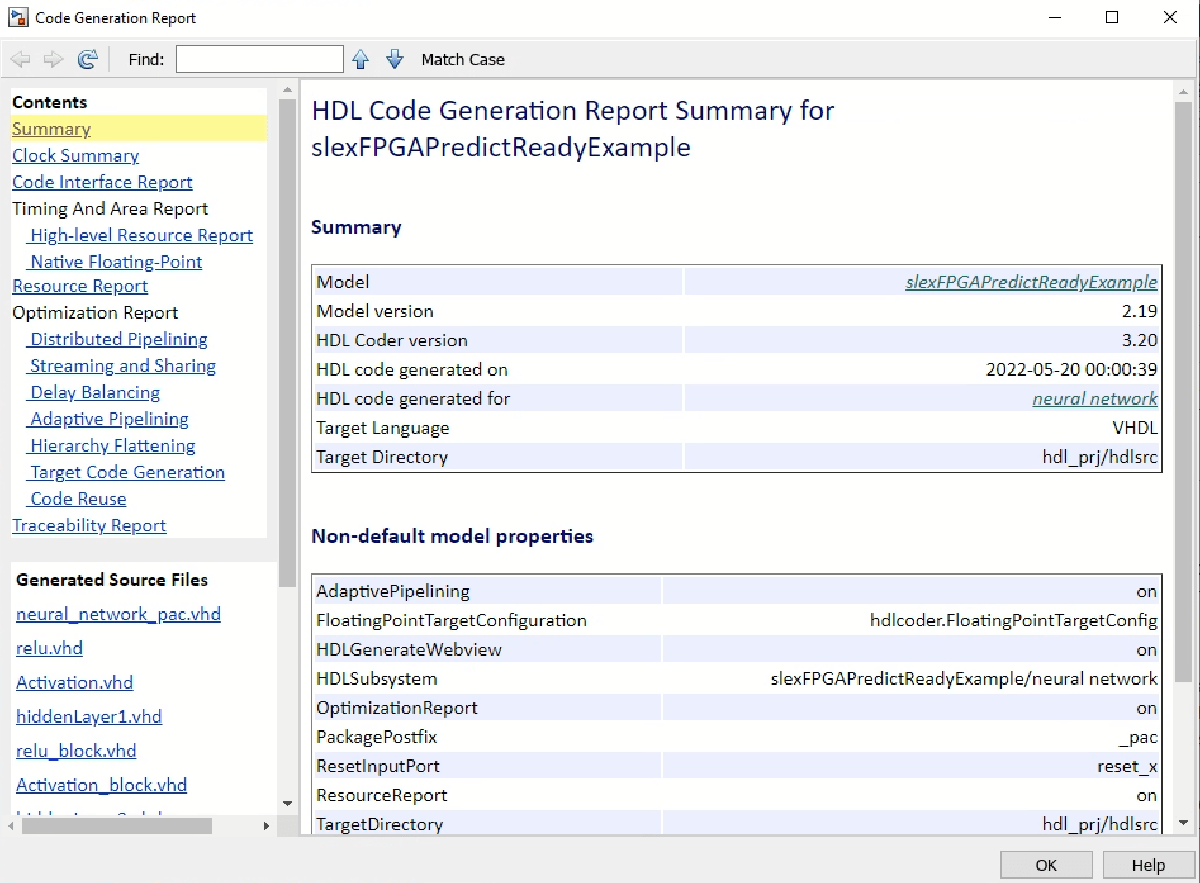 Code Generation Report
Find:
Match Case
Contents
Summary
Clock Summary
Code Interface Report
Timing And Area Report
High-level Resource Report
Native Floating-Point
Resource Report
Optimization Report
Distributed Pipelining
Streaming and Sharing
Delay Balancing
Adaptive Pipelining
Hierarchy Flattening
Target Code Generation
Code Reuse
Traceability Report
Generated Source Files
neural_network_pac.vhd
relu.vhd
Activation.vhd
hiddenLayer1.vhd
relu_block.vhd
Activation_block.vhd
HDL Code Generation Report Summary for
slexFPGAPredictReadyExample
Summary
Model slexFPGAPredictReadyExample
Model version 2.19
HDL Coder version 3.20
HDL code generated on 2022-05-20 00:00:39
HDL code generated for neural network
Target Language VHDL
Target Directory hdl_prj/hdlsrc
Non-default model properties
AdaptivePipelining on
FloatingPointTargetConfiguration hdlcoder.FloatingPointTargetConfig
HDLGenerateWebview on
HDLSubsystem slexFPGAPredictReadyExample/neural network
OptimizationReport on
PackagePostfix _pac
ResetInputPort reset_x
ResourceReport on
TargetDirectory hdl_prj/hdlsrc
OK
Help